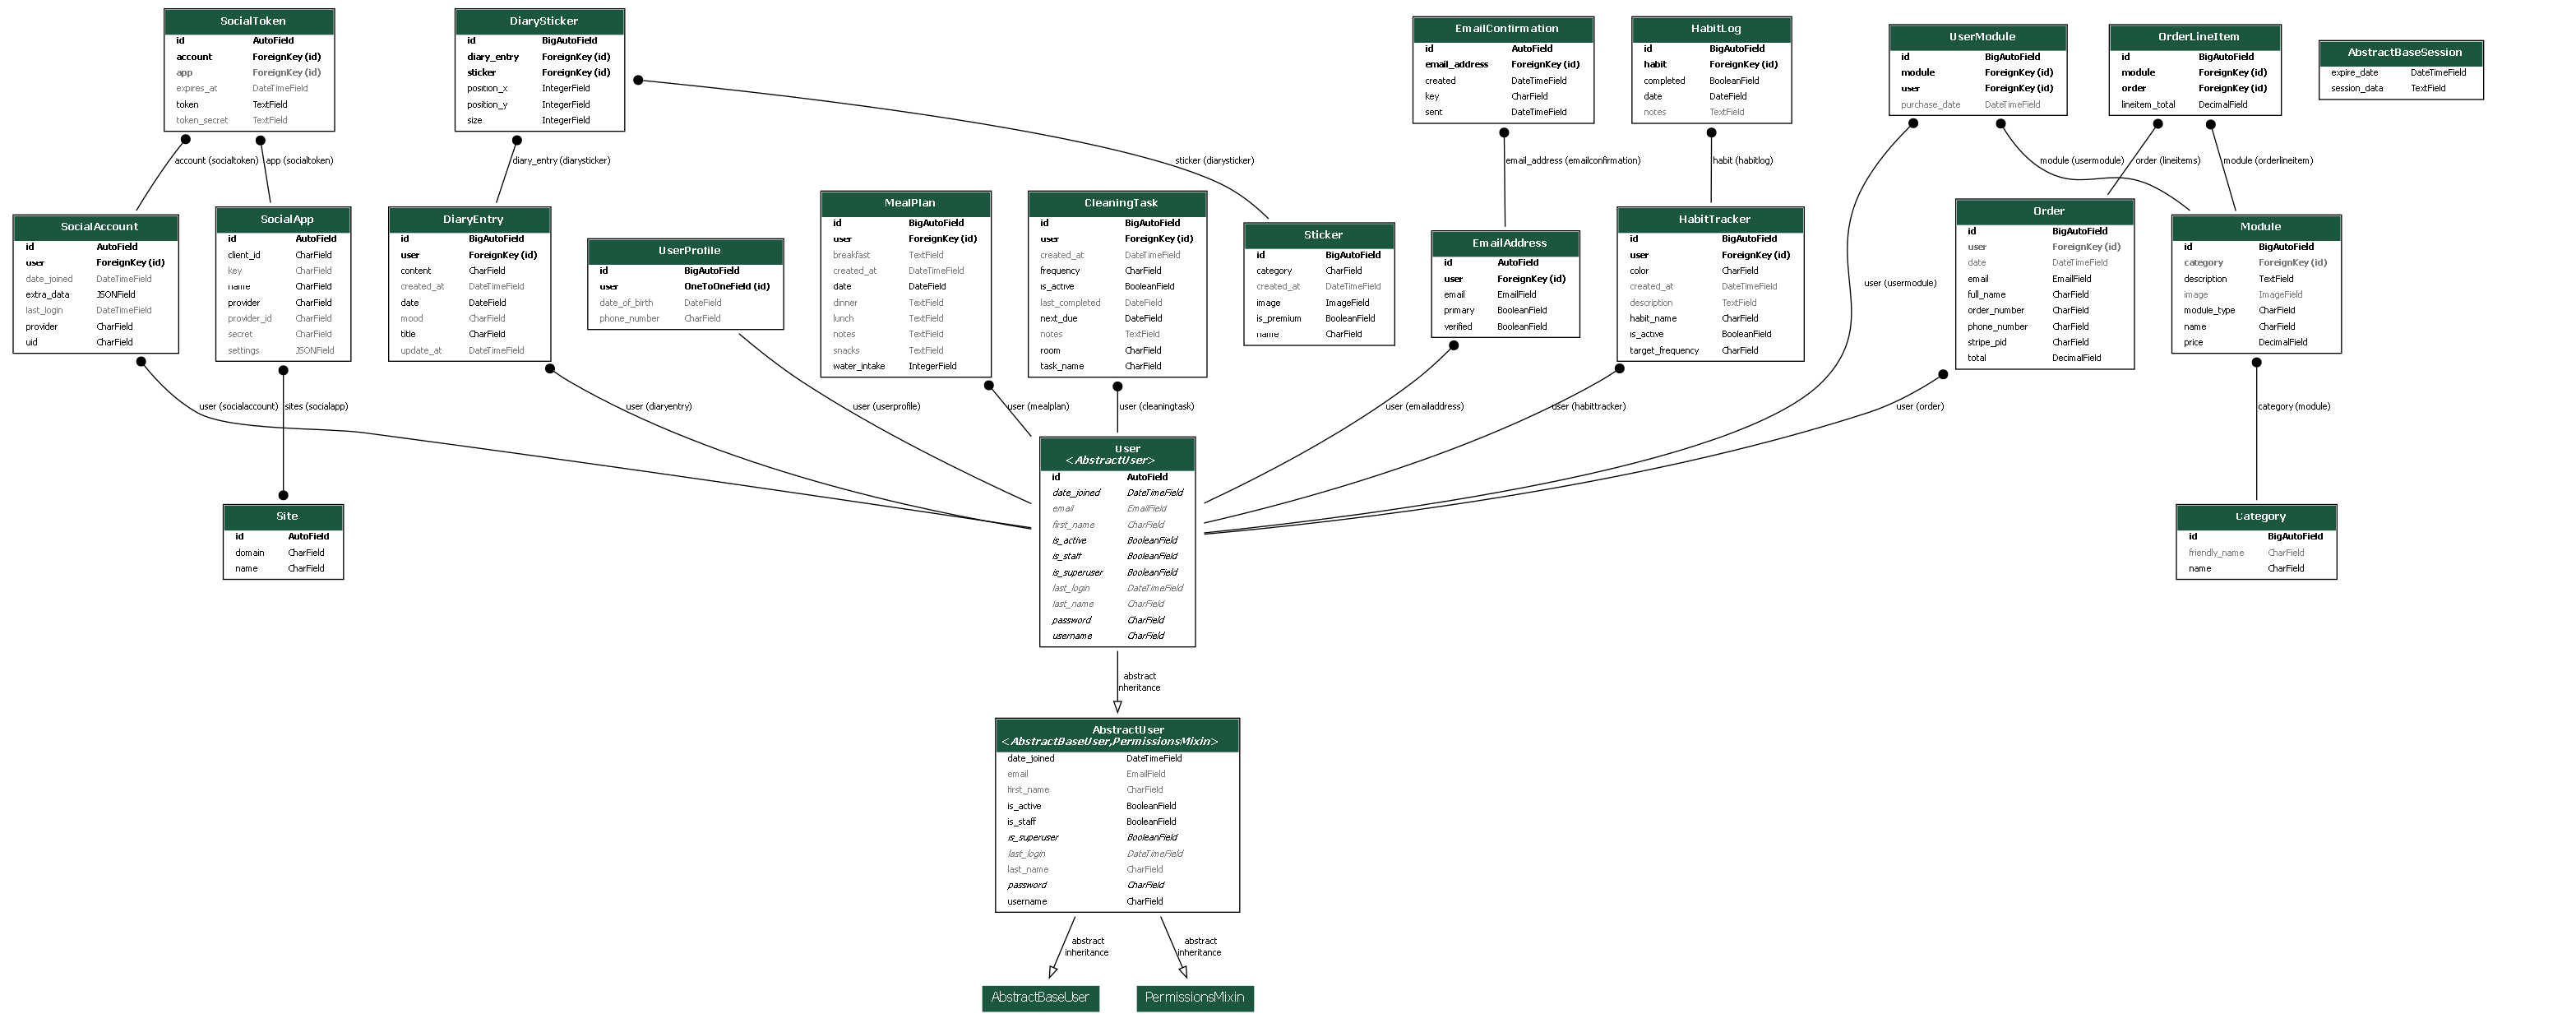 SocialToken
id AutoField
account ForeignKey (id)
app ForeignKey (id)
expires_at DateTimeField
token TextField
token_secret TextField
DiarySticker
id BigAutoField
diary_entry ForeignKey (id)
sticker ForeignKey (id)
position_x IntegerField
position_y IntegerField
size IntegerField
EmailConfirmation
id AutoField
email_address ForeignKey (id)
created DateTimeField
key CharField
sent DateTimeField
HabitLog
id BigAutoField
habit ForeignKey (id)
completed BooleanField
date DateField
notes TextField
UserModule
id BigAutoField
module ForeignKey (id)
user ForeignKey (id)
purchase_date DateTimeField
OrderLineItem
id BigAutoField
module ForeignKey (id)
order ForeignKey (id)
lineitem_total DecimalField
AbstractBaseSession
expire_date DateTimeField
session_data TextField
account (socialtoken)
app (socialtoken)
diary_entry (diarysticker)
sticker (diarysticker)
email_address (emailconfirmation)
habit (habitlog)
module (usermodule)
order (lineitems)
module (orderlineitem)
SocialAccount
id AutoField
user ForeignKey (id)
date_joined DateTimeField
extra_data JSONField
last_login DateTimeField
provider CharField
uid CharField
SocialApp
id AutoField
client_id CharField
key CharField
name CharField
provider CharField
provider_id CharField
secret CharField
settings JSONField
DiaryEntry
id BigAutoField
user ForeignKey (id)
content CharField
created_at DateTimeField
date DateField
mood CharField
title CharField
update_at DateTimeField
UserProfile
id BigAutoField
user OneToOneField (id)
date_of_birth DateField
phone_number CharField
MealPlan
id BigAutoField
user ForeignKey (id)
breakfast TextField
created_at DateTimeField
date DateField
dinner TextField
lunch TextField
notes TextField
snacks TextField
water_intake IntegerField
CleaningTask
id BigAutoField
user ForeignKey (id)
created_at DateTimeField
frequency CharField
is_active BooleanField
last_completed DateField
next_due DateField
notes TextField
room CharField
task_name CharField
Sticker
id BigAutoField
category CharField
created_at DateTimeField
image ImageField
is_premium BooleanField
name CharField
EmailAddress
id AutoField
user ForeignKey (id)
email EmailField
primary BooleanField
verified BooleanField
HabitTracker
id BigAutoField
user ForeignKey (id)
color CharField
created_at DateTimeField
description TextField
habit_name CharField
is_active BooleanField
target_frequency CharField
user (usermodule)
Order
id BigAutoField
user ForeignKey (id)
date DateTimeField
email EmailField
full_name CharField
order_number CharField
phone_number CharField
stripe_pid CharField
total DecimalField
Module
id BigAutoField
category ForeignKey (id)
description TextField
image ImageField
module_type CharField
name CharField
price DecimalField
user (socialaccount)
sites (socialapp)
user (diaryentry)
user (userprofile)
user (mealplan)
user (cleaningtask)
user (emailaddress)
user (habittracker)
user (order)
category (module)
Site
id AutoField
domain CharField
name CharField
User
<AbstractUser>
id AutoField
date_joined DateTimeField
email EmailField
first_name CharField
is_active BooleanField
is_staff BooleanField
is_superuser BooleanField
last_login DateTimeField
last_name CharField
password CharField
username CharField
Category
id BigAutoField
friendly_name CharField
name CharField
abstract
inheritance
AbstractUser
<AbstractBaseUser,PermissionsMixin>
date_joined DateTimeField
email EmailField
first_name CharField
is_active BooleanField
is_staff BooleanField
is_superuser BooleanField
last_login DateTimeField
last_name CharField
password CharField
username CharField
abstract
inheritance
abstract
inheritance
AbstractBaseUser
PermissionsMixin